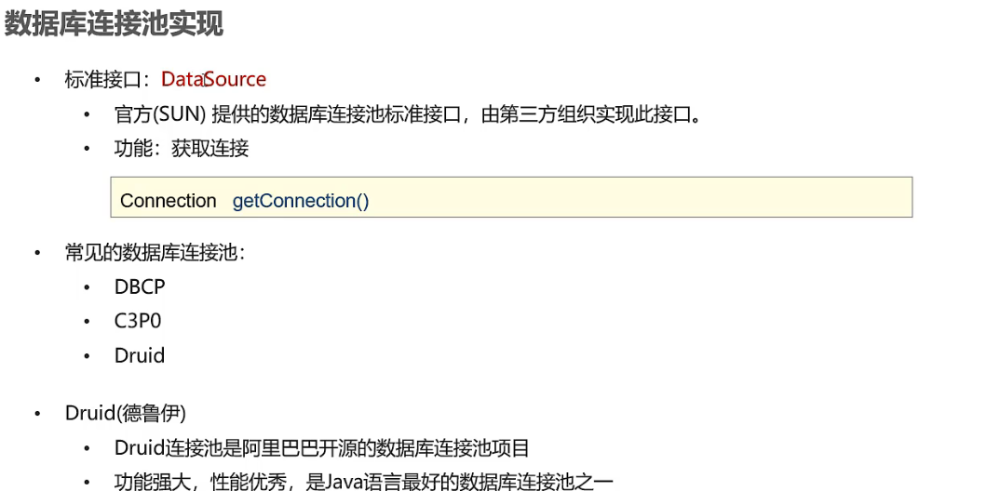 数据库连接池实现
• 标准接口：DataSource
• 官方(SUN) 提供的数据库连接池标准接口，由第三方组织实现此接口。
• 功能：获取连接
Connection getConnection()
• 常见的数据库连接池：
• DBCP
• C3P0
• Druid
• Druid(德鲁伊)
• Druid连接池是阿里巴巴开源的数据库连接池项目
• 功能强大，性能优秀，是Java语言最好的数据库连接池之一